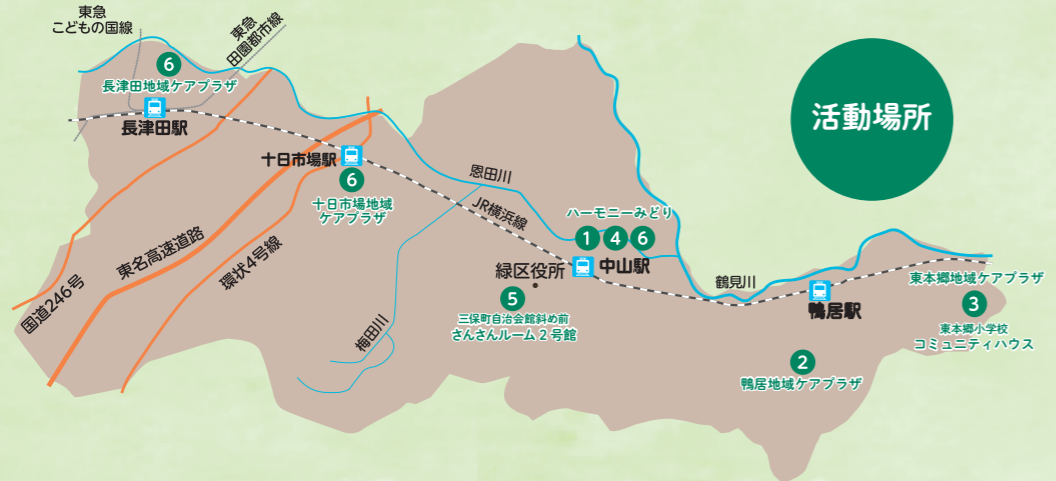 東急
こどもの国線
東急
田園都市線
6
長津田地域ケアプラザ
長津田駅
活動場所
十日市場駅
6
十日市場地域
ケアプラザ
恩田川
JR横浜線
ハーモニーみどり
1 4 6
中山駅
緑区役所
東名高速道路
環状4号線
国道246号
鶴見川
鴨居駅
東本郷地域ケアプラザ
3
東本郷小学校
コミュニティハウス
5
三保町自治会館斜め前
さんさんルーム2号館
梅田川
2
鴨居地域ケアプラザ